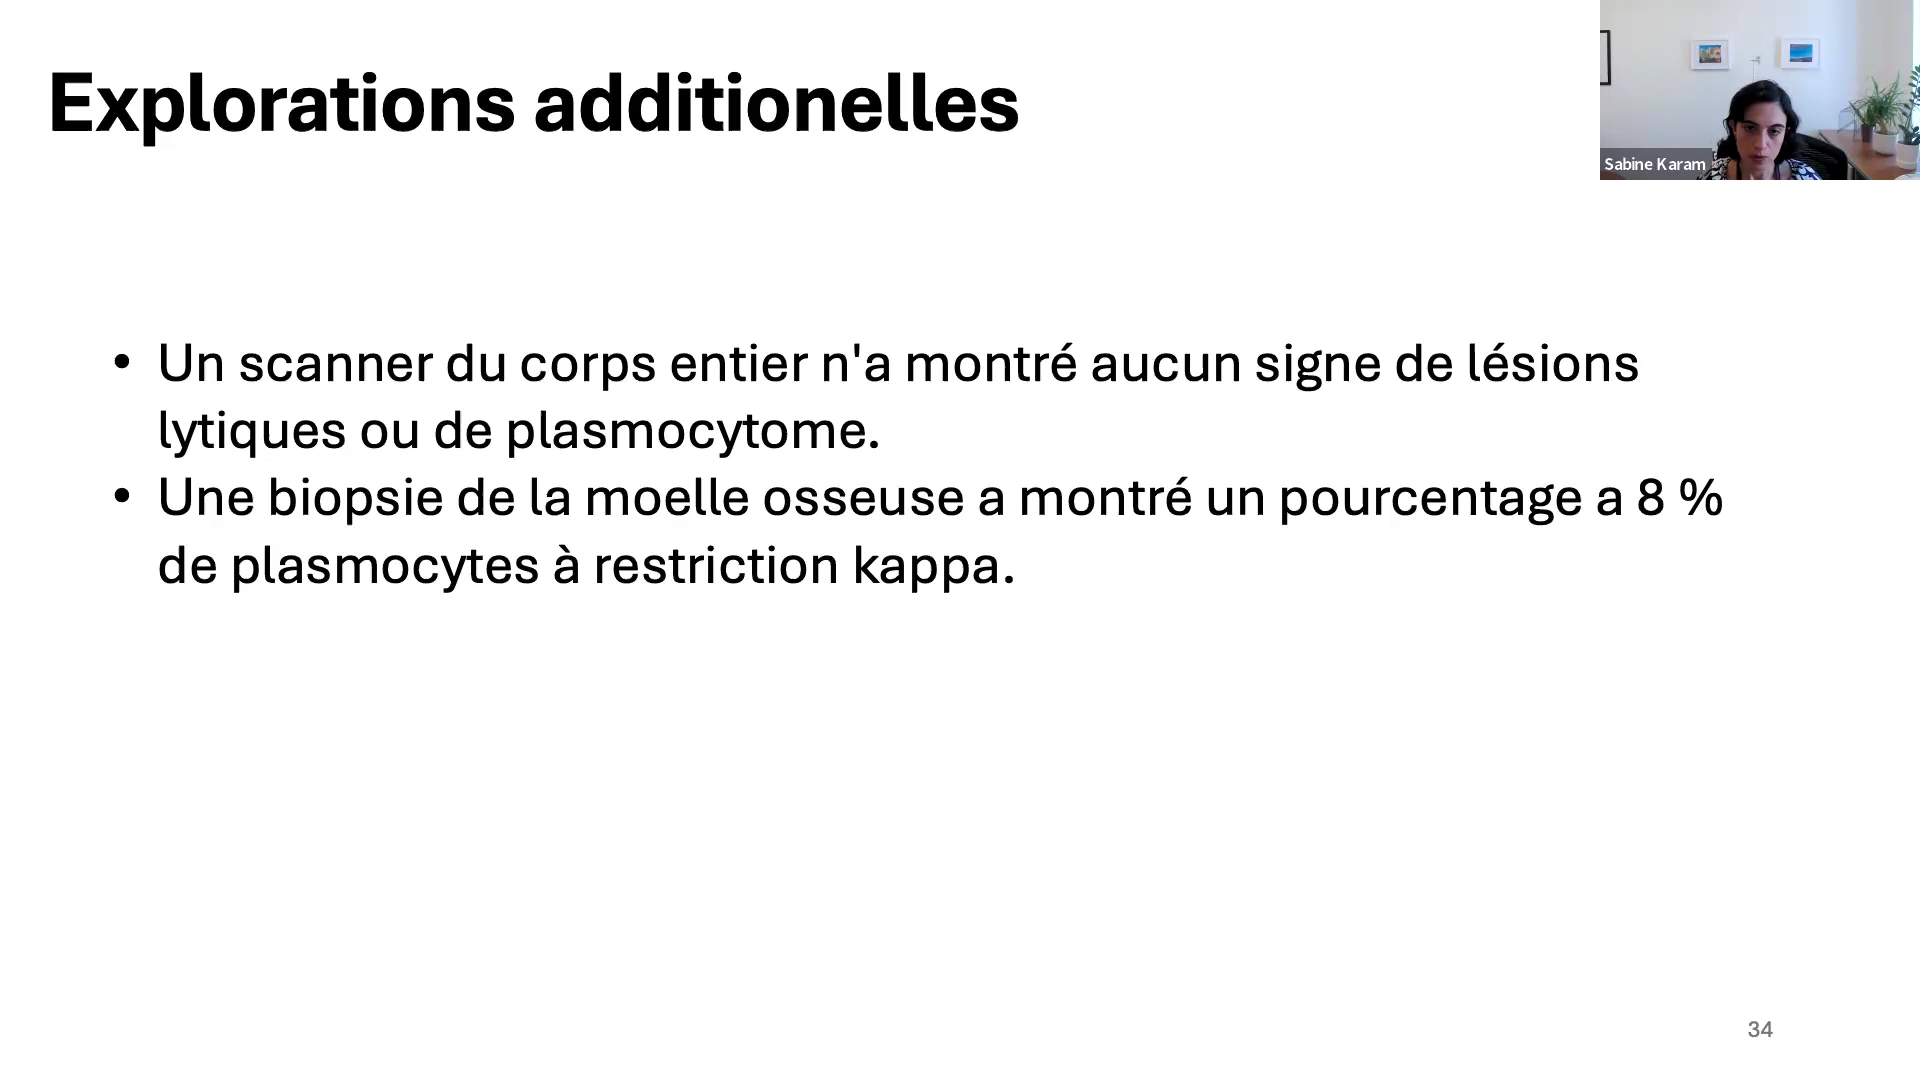 Explorations additionelles
Sabine Karam
• Un scanner du corps entier n'a montré aucun signe de lésions
lytiques ou de plasmocytome.
• Une biopsie de la moelle osseuse a montré un pourcentage a 8 %
de plasmocytes à restriction kappa.
34